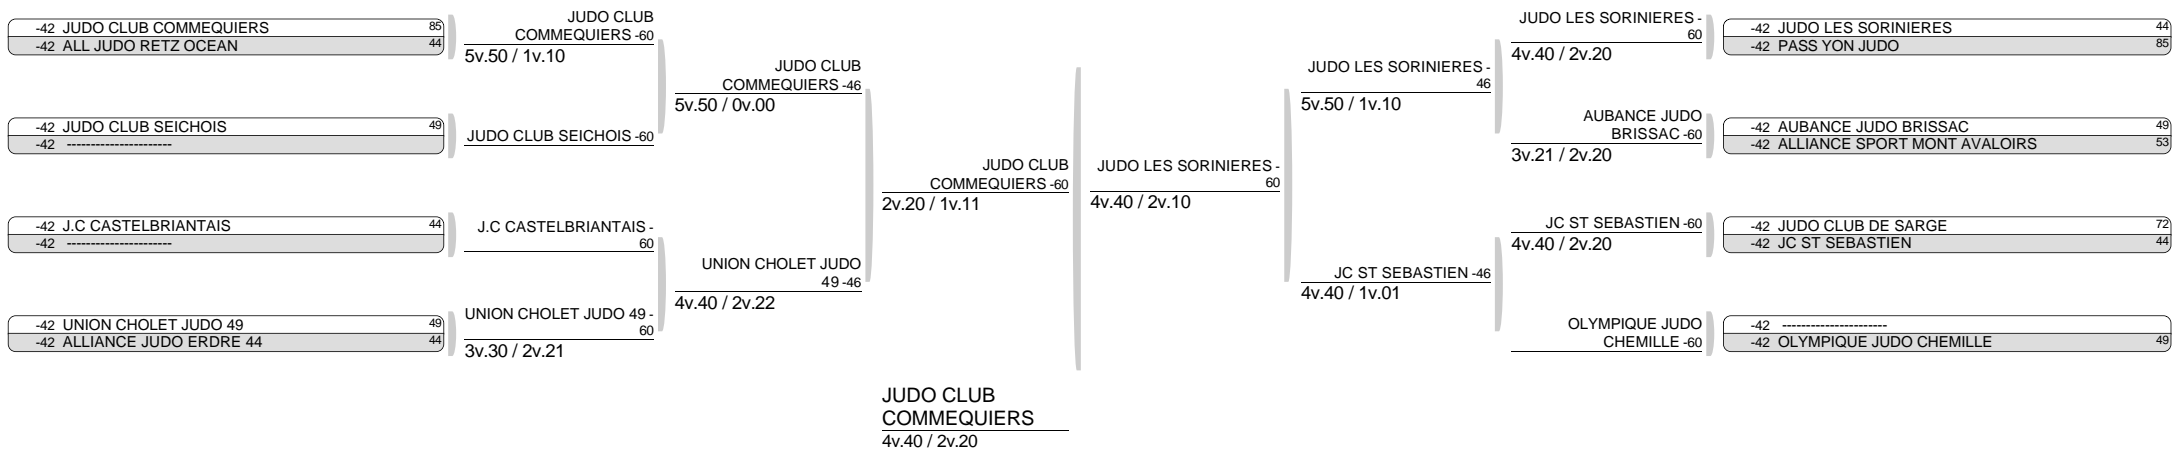 -42 JUDO CLUB COMMEQUIERS 85
-42 ALL JUDO RETZ OCEAN 44
-42 JUDO CLUB SEICHOIS 49
-42 ----------------------
-42 J.C CASTELBRIANTAIS 44
-42 ----------------------
-42 UNION CHOLET JUDO 49 49
-42 ALLIANCE JUDO ERDRE 44 44
JUDO CLUB
COMMEQUIERS -60
5v.50 / 1v.10
JUDO CLUB SEICHOIS -60
J.C CASTELBRIANTAIS -
60
UNION CHOLET JUDO 49 -
60
3v.30 / 2v.21
JUDO CLUB
COMMEQUIERS -46
5v.50 / 0v.00
UNION CHOLET JUDO
49 -46
4v.40 / 2v.22
JUDO CLUB
COMMEQUIERS -60
2v.20 / 1v.11
JUDO CLUB
COMMEQUIERS
4v.40 / 2v.20
JUDO LES SORINIERES -
60
4v.40 / 2v.10
JUDO LES SORINIERES -
46
5v.50 / 1v.10
JC ST SEBASTIEN -46
4v.40 / 1v.01
JUDO LES SORINIERES -
60
4v.40 / 2v.20
AUBANCE JUDO
BRISSAC -60
3v.21 / 2v.20
JC ST SEBASTIEN -60
4v.40 / 2v.20
OLYMPIQUE JUDO
CHEMILLE -60
-42 JUDO LES SORINIERES 44
-42 PASS YON JUDO 85
-42 AUBANCE JUDO BRISSAC 49
-42 ALLIANCE SPORT MONT AVALOIRS 53
-42 JUDO CLUB DE SARGE 72
-42 JC ST SEBASTIEN 44
-42 ----------------------
-42 OLYMPIQUE JUDO CHEMILLE 49